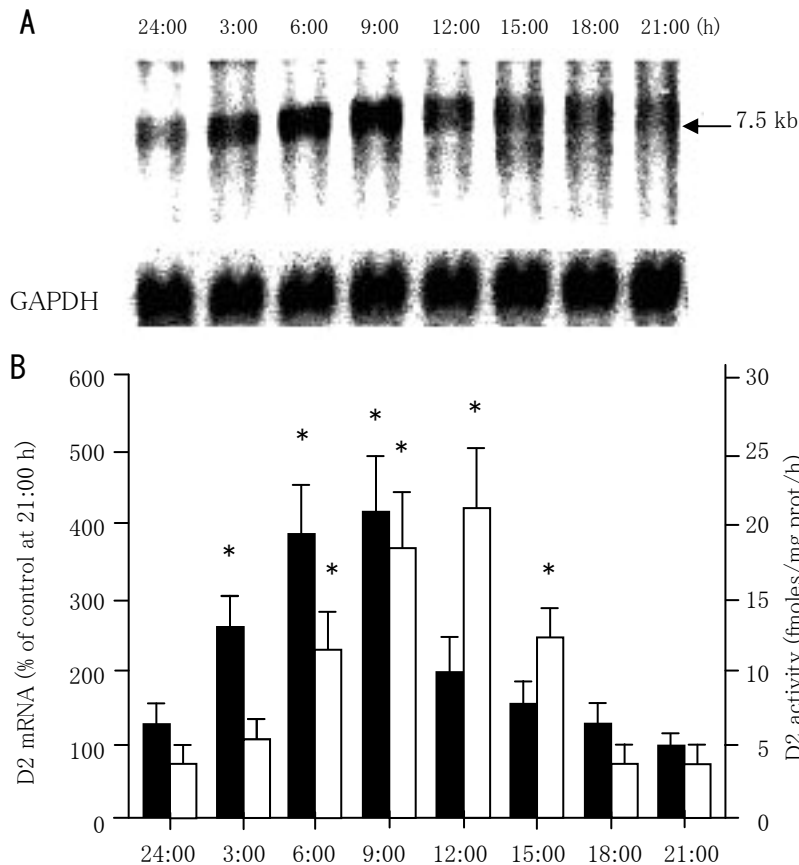 A
24:00 3:00 6:00 9:00 12:00 15:00 18:00 21:00 (h)
7.5 kb
GAPDH
B
D2 mRNA (% of control at 21:00 h)
600
500
400
300
200
100
0
* * * * * * *
D2 activity (fmoles/mg prot/h)
30
25
20
15
10
5
0
24:00 3:00 6:00 9:00 12:00 15:00 18:00 21:00